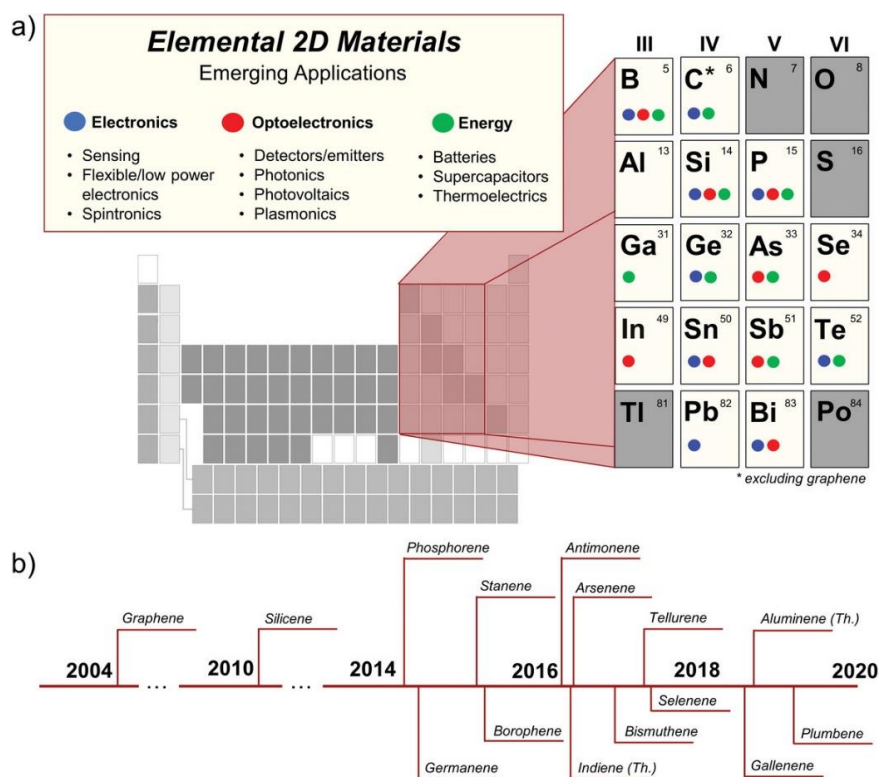 a)
Elemental 2D Materials
Emerging Applications
Electronics
• Sensing
• Flexible/low power
electronics
• Spintronics
Optoelectronics
• Detectors/emitters
• Photonics
• Photovoltaics
• Plasmonics
Energy
• Batteries
• Supercapacitors
• Thermoelectrics
III IV V VI
B 5 C* 6 N 7 O 8
Al 13 Si 14 P 15 S 16
Ga 31 Ge 32 As 33 Se 34
In 49 Sn 50 Sb 51 Te 52
Tl 81 Pb 82 Bi 83 Po 84
* excluding graphene
b)
Phosphorene Antimonene
Stanene Arsenene
Graphene Silicene Tellurene Aluminene (Th.)
2004 2010 2014 2016 2018 2020
... ...
Selenene
Borophene Bismuthene Plumbene
Germanene Indiene (Th.) Gallenene